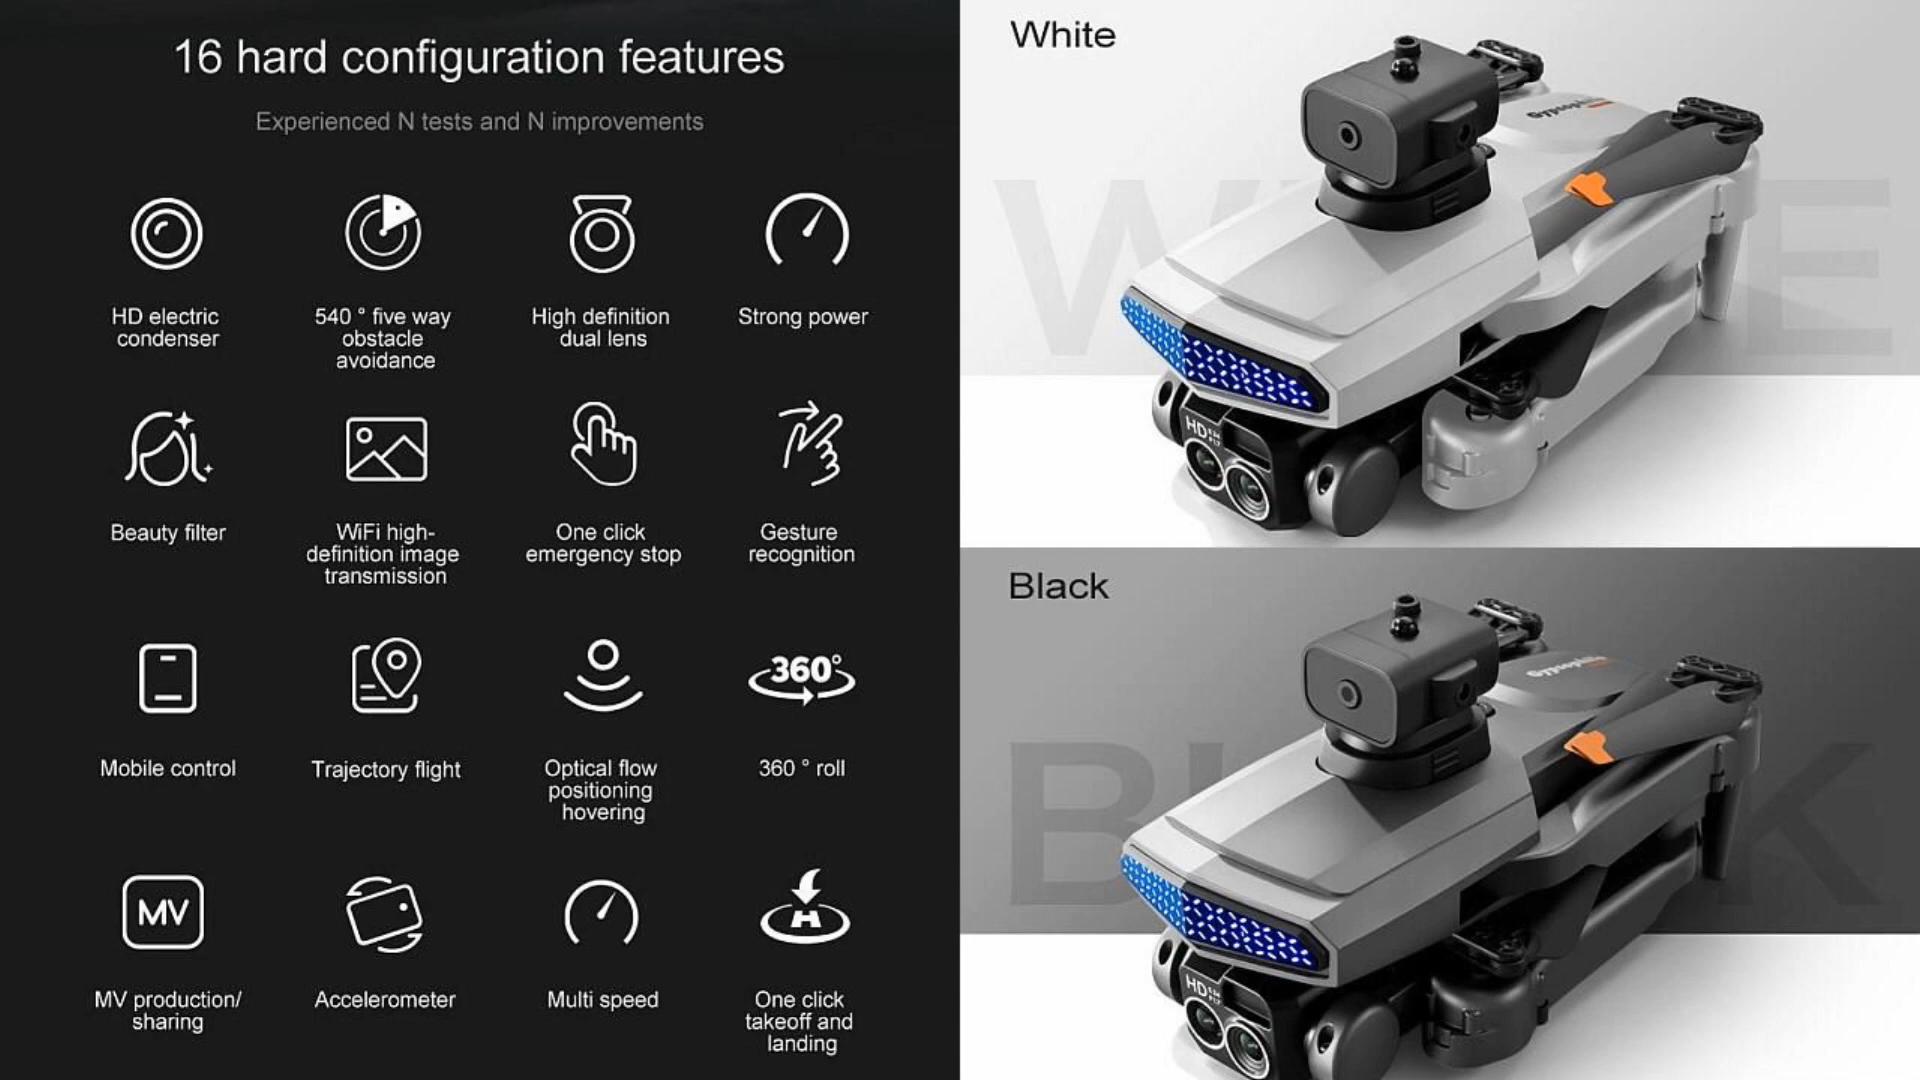 16 hard configuration features
Experienced N tests and N improvements
HD electric
condenser
540 ° five way
obstacle
avoidance
High definition
dual lens
Strong power
Beauty filter
WiFi high-
definition image
transmission
One click
emergency stop
Gesture
recognition
Mobile control
Trajectory flight
Optical flow
positioning
hovering
360°
360 ° roll
MV
H
MV production/
sharing
Accelerometer
Multi speed
One click
takeoff and
landing
White
HD
Black
HD